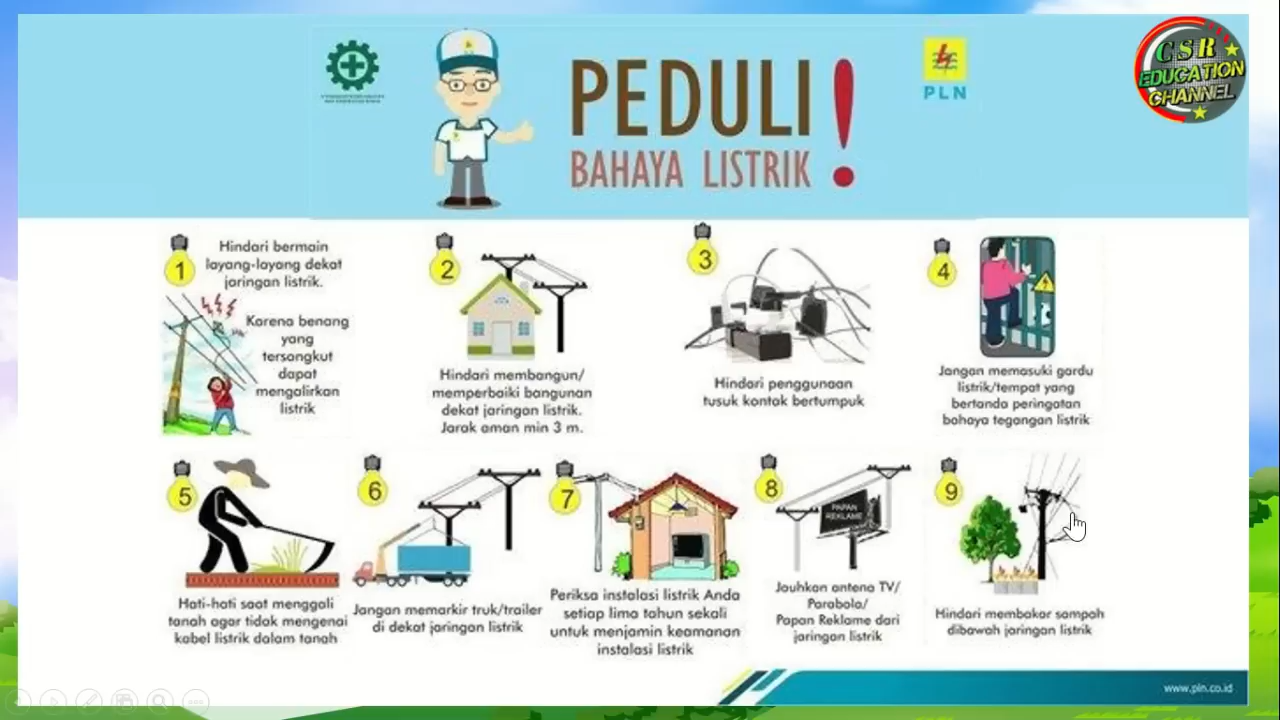 PEDULI!
BAHAYA LISTRIK
PLN
CSR
EDUCATION
CHANNEL
1
Hindari bermain
layang-layang dekat
jaringan listrik.
Karena benang
yang
tersangkut
dapat
mengalirkan
listrik
2
Hindari membangun/
memperbaiki bangunan
dekat jaringan listrik.
Jarak aman min 3 m.
3
Hindari penggunaan
tusuk kontak bertumpuk
4
Jangan memasuki gardu
listrik/tempat yang
bertanda peringatan
bahaya tegangan listrik
5
Hati-hati saat menggali
tanah agar tidak mengenai
kabel listrik dalam tanah
6
Jangan memarkir truk/trailer
di dekat jaringan listrik
7
Periksa instalasi listrik Anda
setiap lima tahun sekali
untuk menjamin keamanan
instalasi listrik
8
PAPAN
REKLAME
Jauhkan antena TV/
Parabola/
Papan Reklame dari
jaringan listrik
9
Hindari membakar sampah
dibawah jaringan listrik
www.pln.co.id